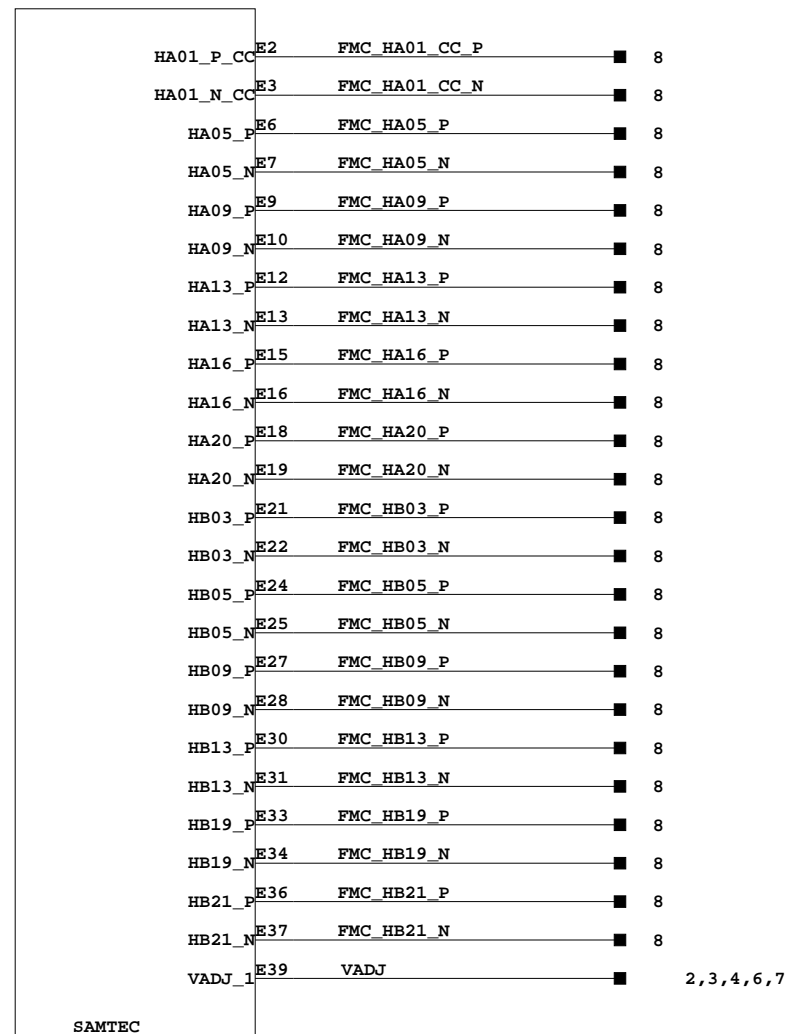 HA01_P_CC E2 FMC_HA01_CC_P 8
HA01_N_CC E3 FMC_HA01_CC_N 8
HA05_P E6 FMC_HA05_P 8
HA05_N E7 FMC_HA05_N 8
HA09_P E9 FMC_HA09_P 8
HA09_N E10 FMC_HA09_N 8
HA13_P E12 FMC_HA13_P 8
HA13_N E13 FMC_HA13_N 8
HA16_P E15 FMC_HA16_P 8
HA16_N E16 FMC_HA16_N 8
HA20_P E18 FMC_HA20_P 8
HA20_N E19 FMC_HA20_N 8
HB03_P E21 FMC_HB03_P 8
HB03_N E22 FMC_HB03_N 8
HB05_P E24 FMC_HB05_P 8
HB05_N E25 FMC_HB05_N 8
HB09_P E27 FMC_HB09_P 8
HB09_N E28 FMC_HB09_N 8
HB13_P E30 FMC_HB13_P 8
HB13_N E31 FMC_HB13_N 8
HB19_P E33 FMC_HB19_P 8
HB19_N E34 FMC_HB19_N 8
HB21_P E36 FMC_HB21_P 8
HB21_N E37 FMC_HB21_N 8
VADJ_1 E39 VADJ 2,3,4,6,7
SAMTEC